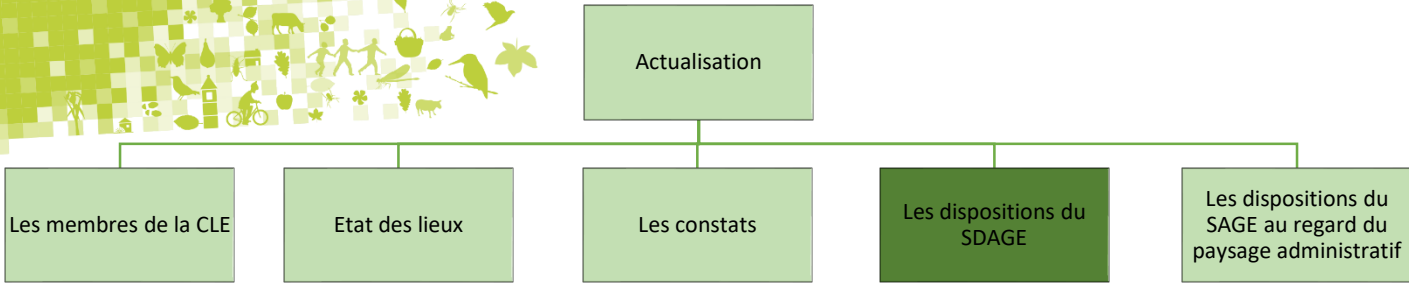 Actualisation
Les membres de la CLE
Etat des lieux
Les constats
Les dispositions du
SDAGE
Les dispositions du
SAGE au regard du
paysage administratif